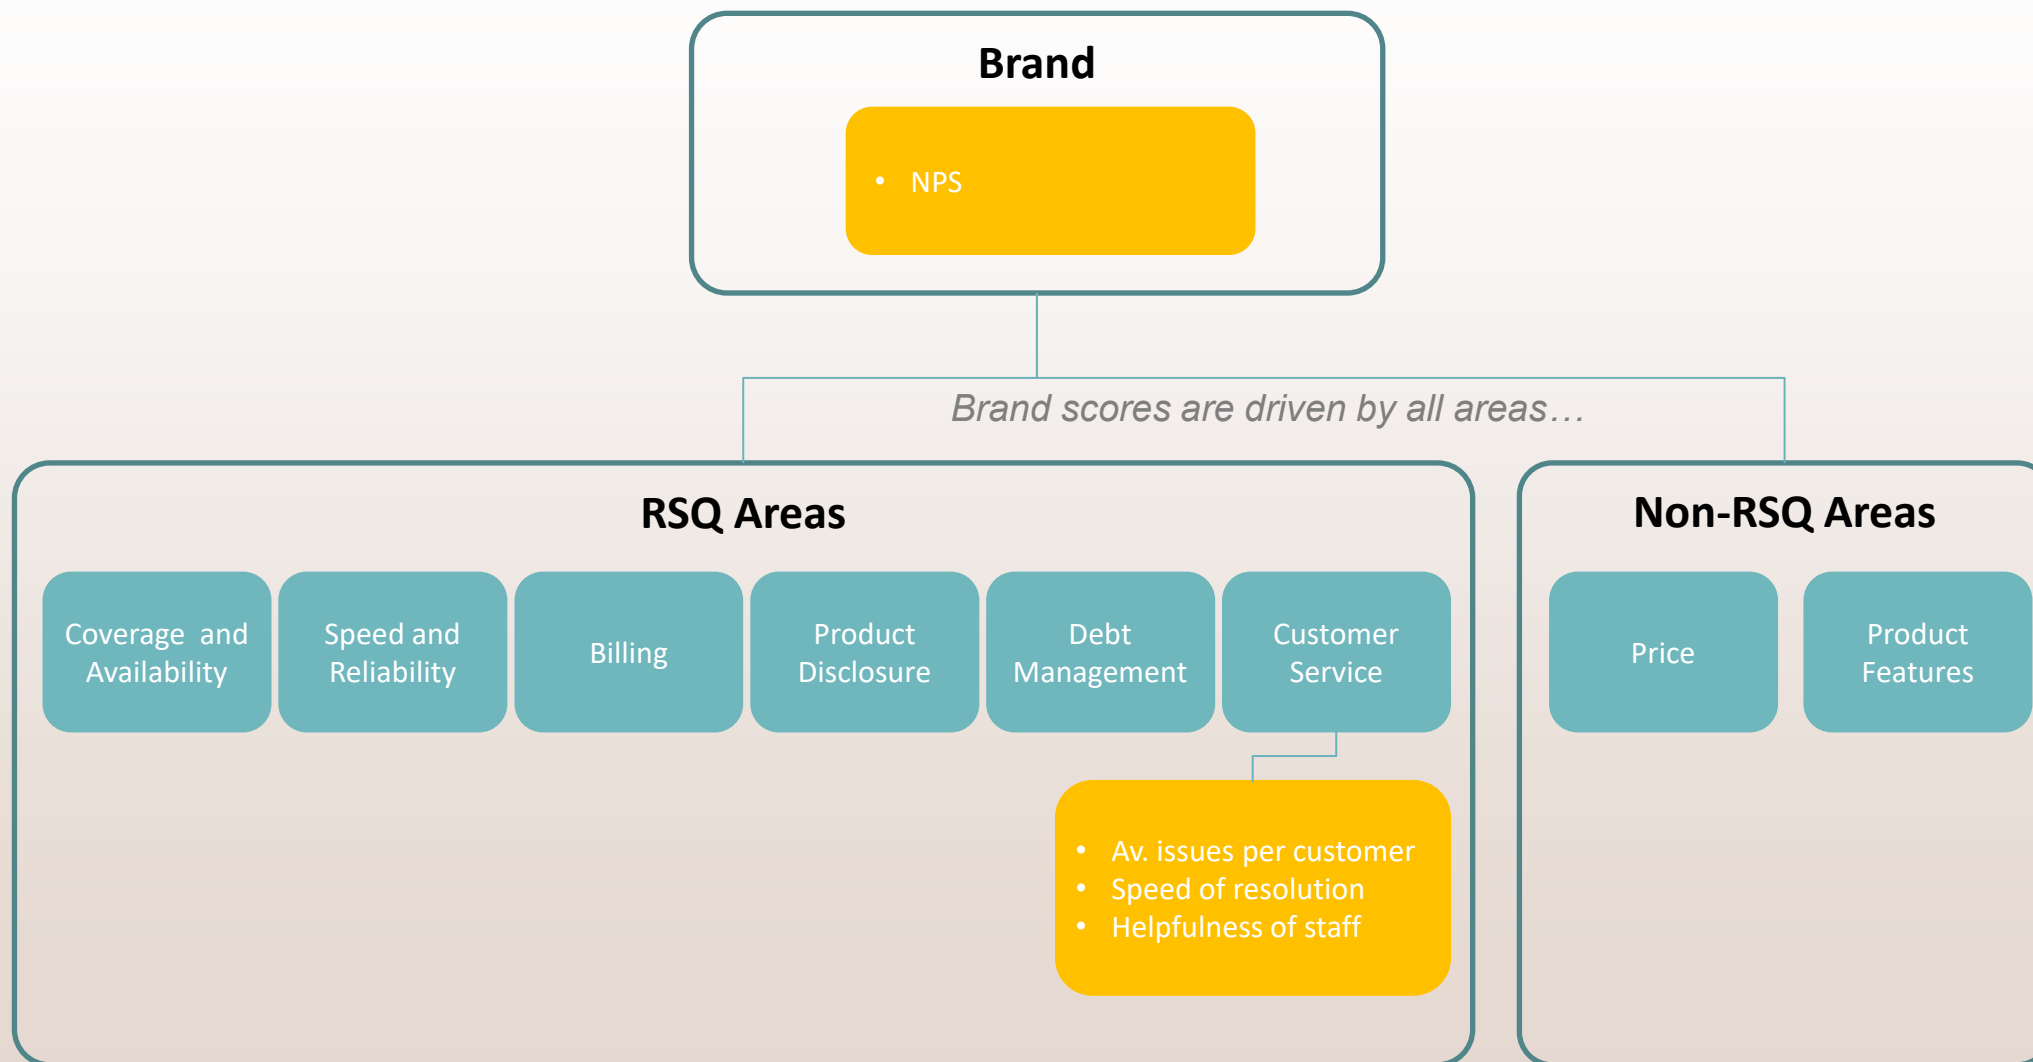 Brand
• NPS
Brand scores are driven by all areas…
RSQ Areas
Non-RSQ Areas
Coverage and
Availability
Speed and
Reliability
Billing
Product
Disclosure
Debt
Management
Customer
Service
Price
Product
Features
• Av. issues per customer
• Speed of resolution
• Helpfulness of staff